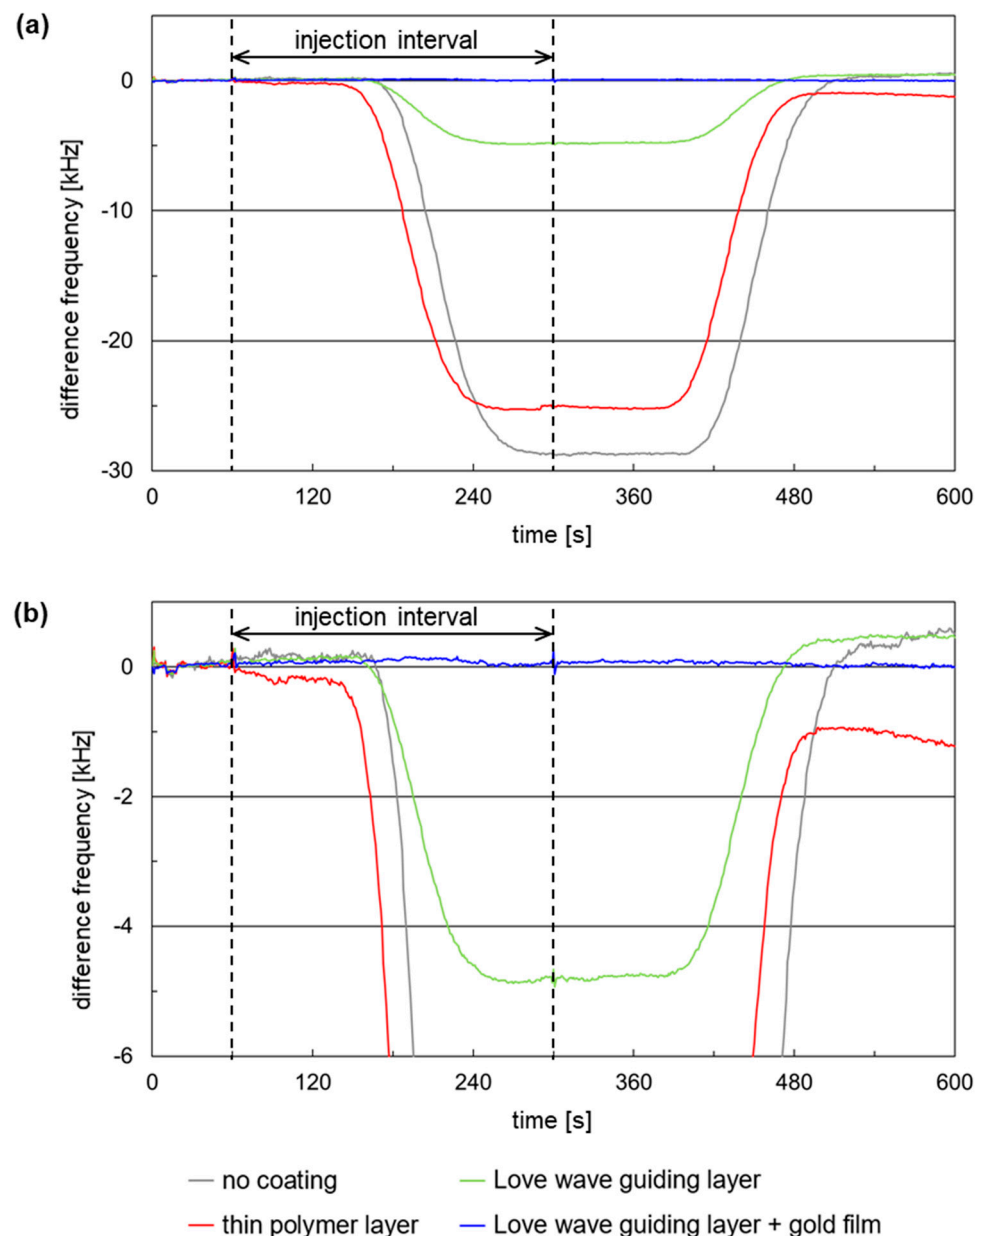 (a)
injection interval
0
-10
-20
-30
difference frequency [kHz]
0 120 240 360 480 600
time [s]
(b)
injection interval
0
-2
-4
-6
difference frequency [kHz]
0 120 240 360 480 600
time [s]
no coating Love wave guiding layer
thin polymer layer Love wave guiding layer + gold film